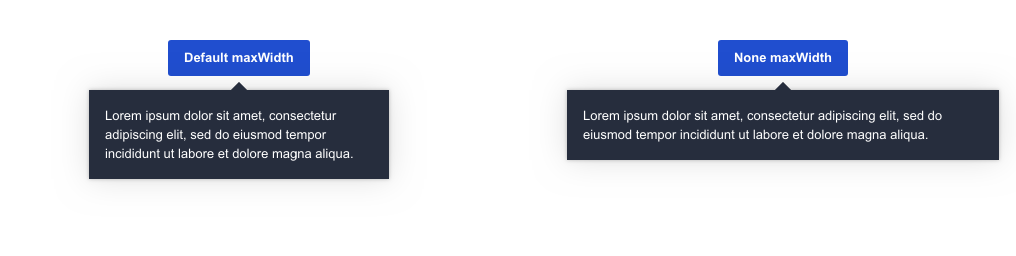 Default maxWidth
Lorem ipsum dolor sit amet, consectetur
adipiscing elit, sed do eiusmod tempor
incididunt ut labore et dolore magna aliqua.
None maxWidth
Lorem ipsum dolor sit amet, consectetur adipiscing elit, sed do
eiusmod tempor incididunt ut labore et dolore magna aliqua.